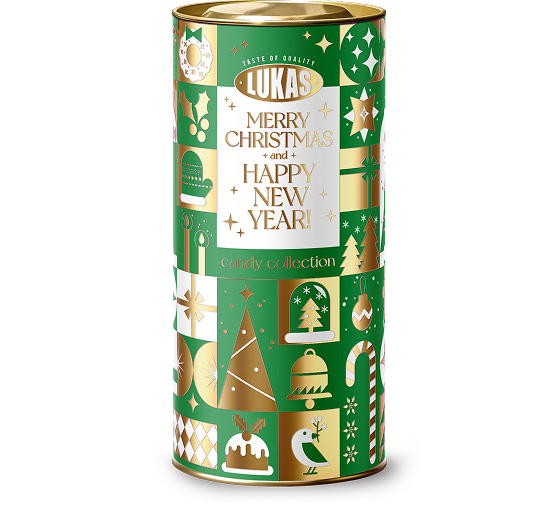 TASTE OF QUALITY
LUKAS
MERRY
CHRISTMAS
and
HAPPY
NEW
YEAR!
candy collection